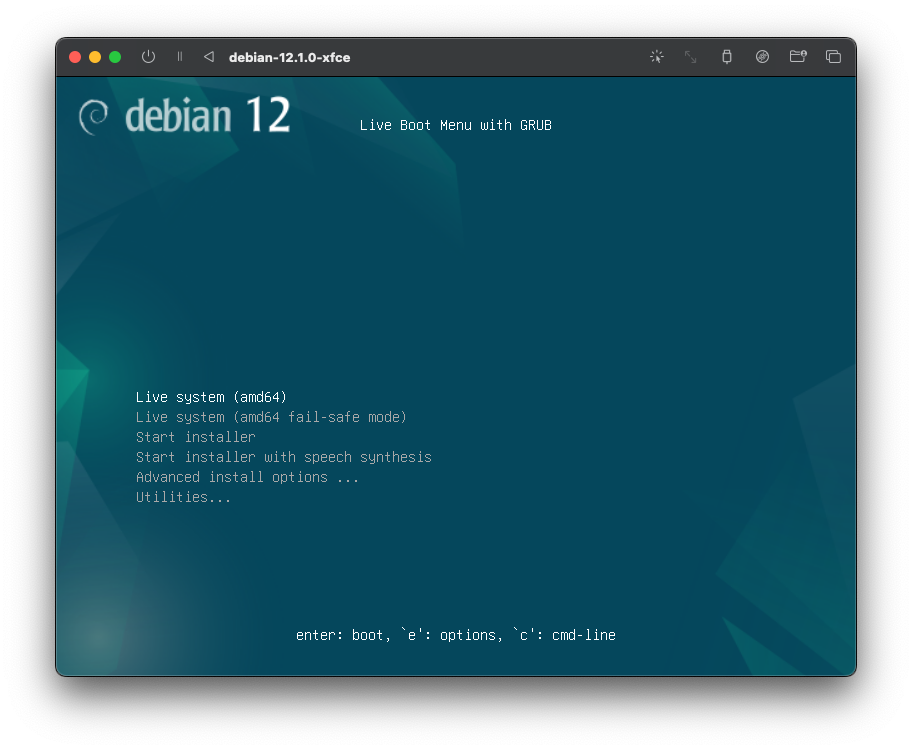 debian-12.1.0-xfce
debian 12
Live Boot Menu with GRUB
Live system (amd64)
Live system (amd64 fail-safe mode)
Start installer
Start installer with speech synthesis
Advanced install options ...
Utilities...
enter: boot, `e': options, `c': cmd-line